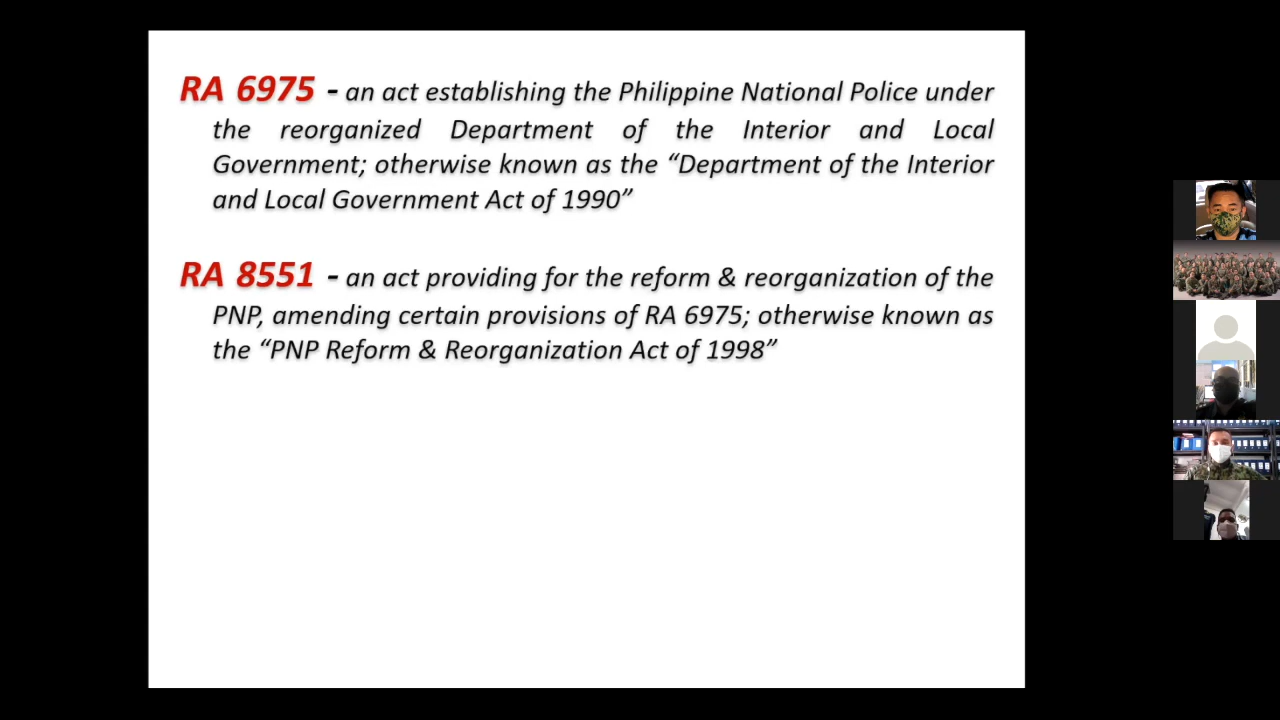 RA 6975 - an act establishing the Philippine National Police under
the reorganized Department of the Interior and Local
Government; otherwise known as the “Department of the Interior
and Local Government Act of 1990”
RA 8551 - an act providing for the reform & reorganization of the
PNP, amending certain provisions of RA 6975; otherwise known as
the “PNP Reform & Reorganization Act of 1998”